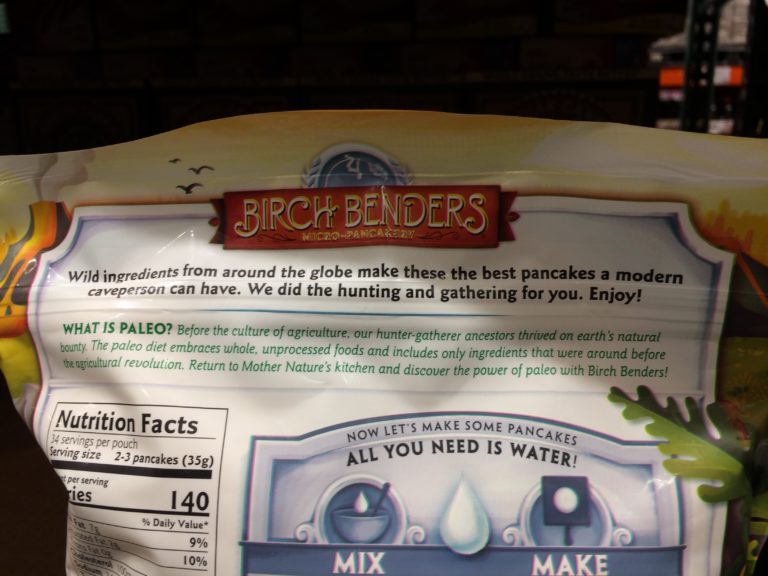 BIRCH BENDERS
MICRO-PANCAKERY
Wild ingredients from around the globe make these the best pancakes a modern
caveperson can have. We did the hunting and gathering for you. Enjoy!
WHAT IS PALEO? Before the culture of agriculture, our hunter-gatherer ancestors thrived on earth's natural
bounty. The paleo diet embraces whole, unprocessed foods and includes only ingredients that were around before
the agricultural revolution. Return to Mother Nature's kitchen and discover the power of paleo with Birch Benders!
Nutrition Facts
34 servings per pouch
Serving size 2-3 pancakes (35g)
per serving
ries 140
% Daily Value*
Fat 7g 9%
10%
NOW LET'S MAKE SOME PANCAKES
ALL YOU NEED IS WATER!
MIX
MAKE